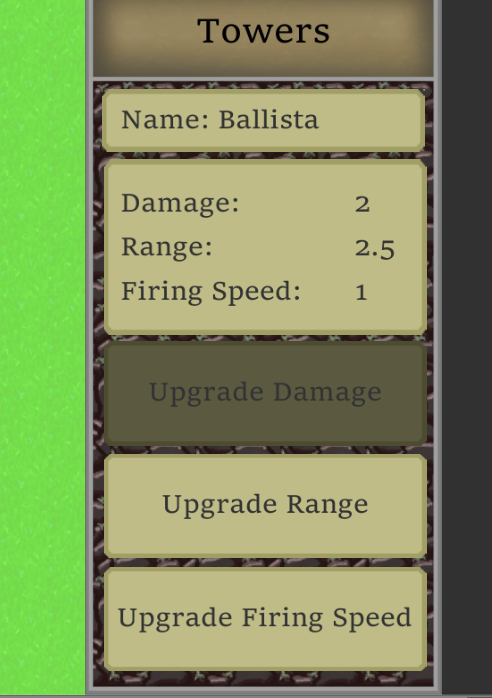 Towers
Name: Ballista
Damage: 2
Range: 2.5
Firing Speed: 1
Upgrade Damage
Upgrade Range
Upgrade Firing Speed